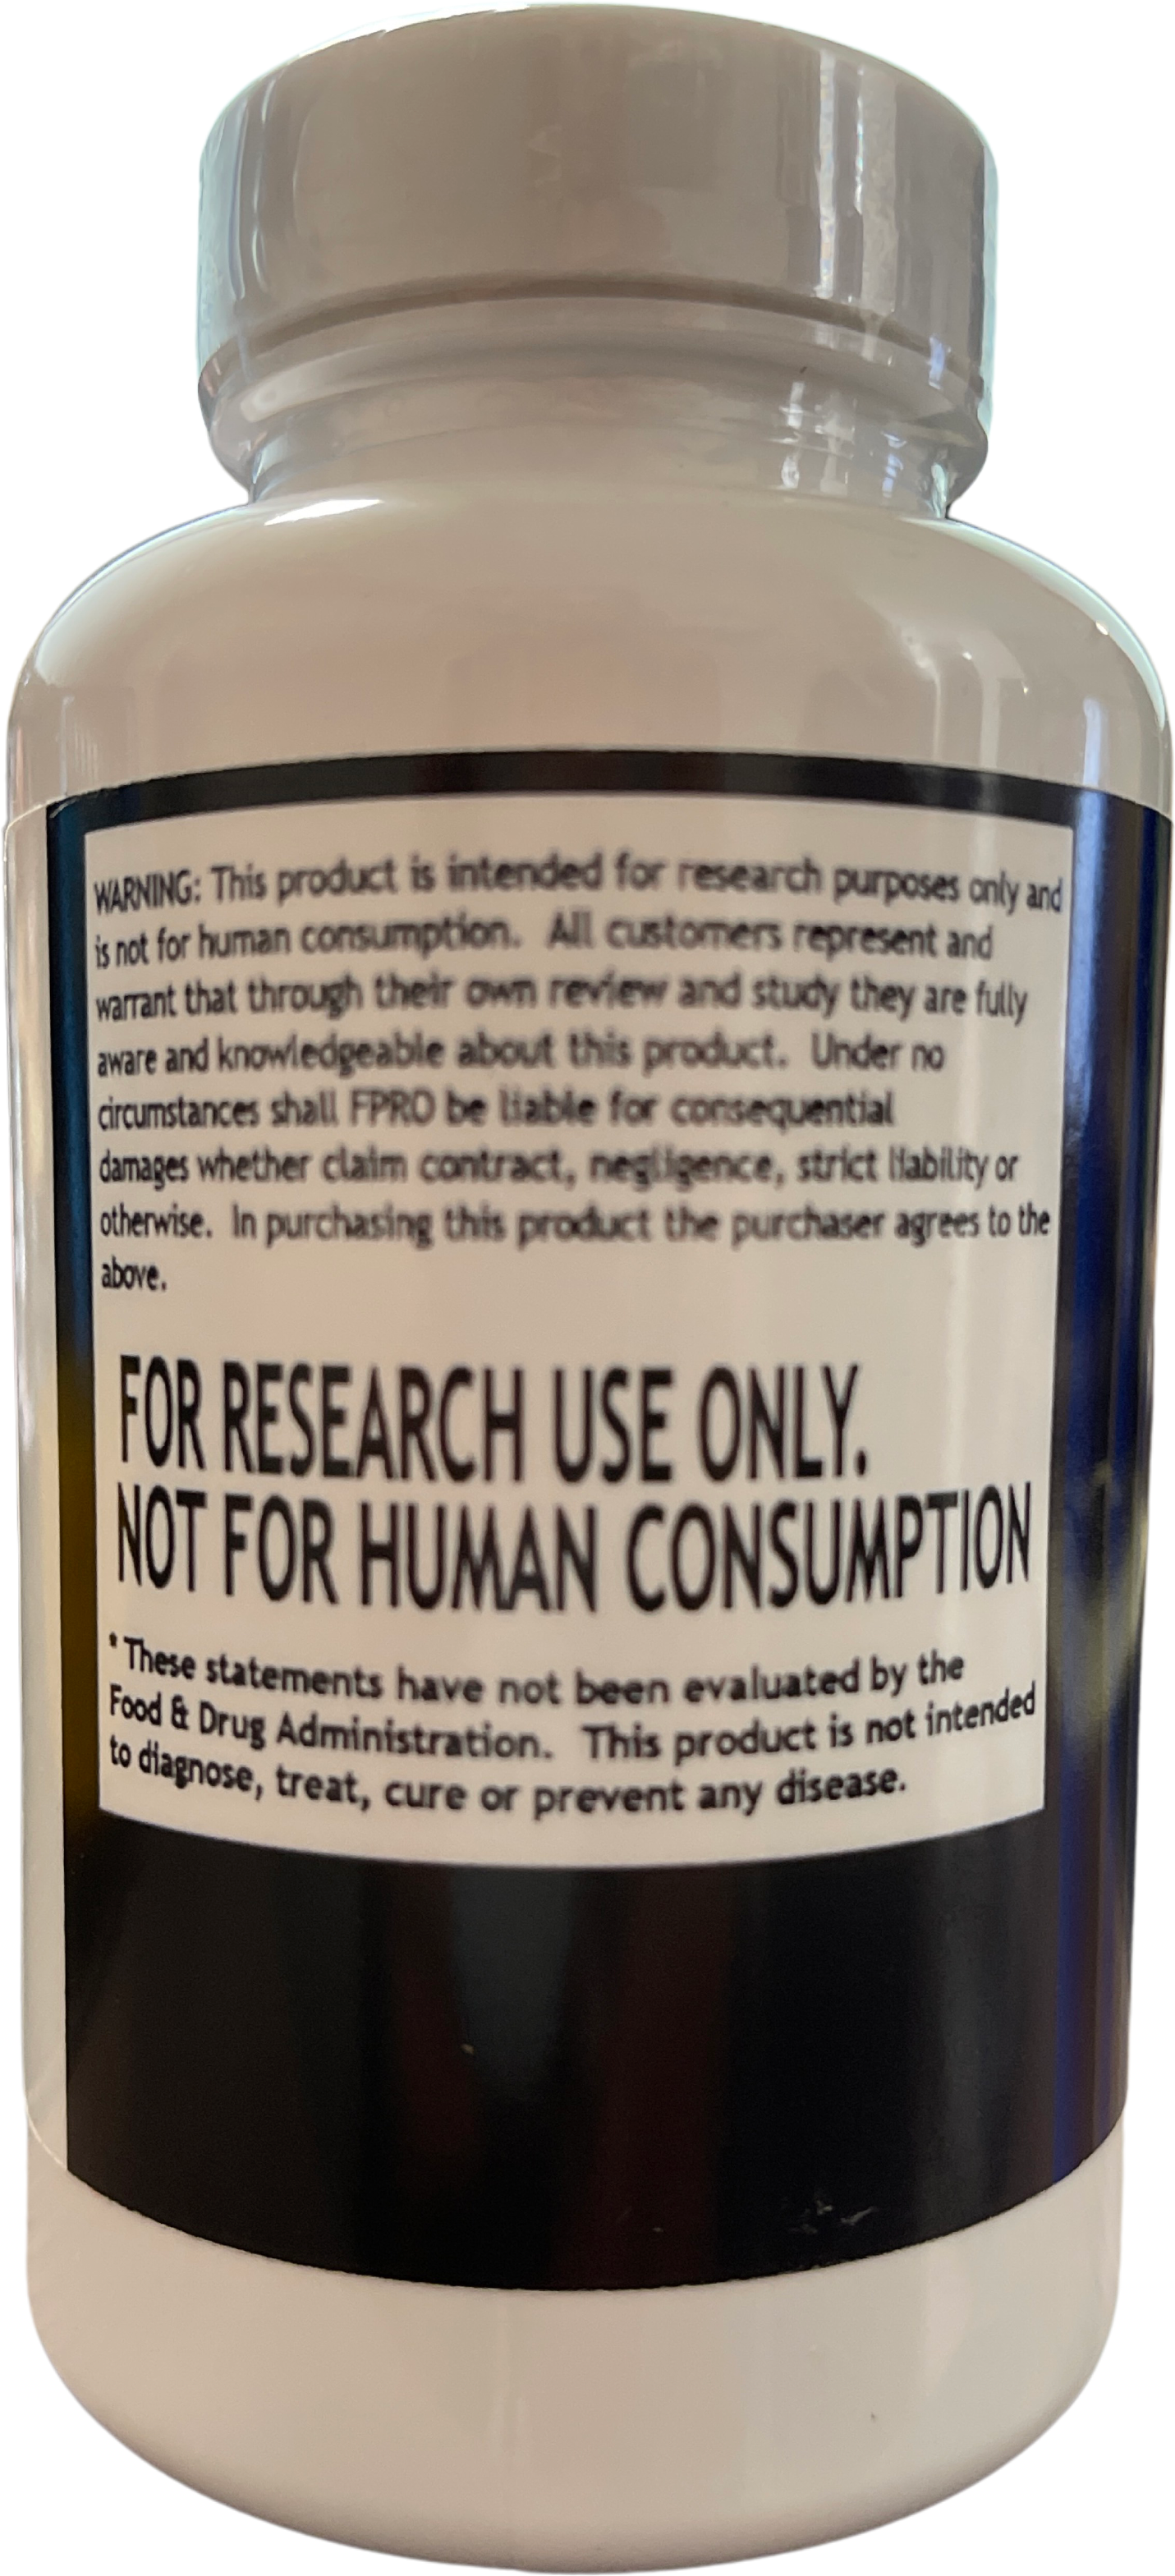 WARNING: This product is intended for research purposes only and
is not for human consumption.  All customers represent and
warrant that through their own review and study they are fully
aware and knowledgeable about this product.  Under no
circumstances shall FPRO be liable for consequential
damages whether claim contract, negligence, strict liability or
otherwise.  In purchasing this product the purchaser agrees to the
above.
FOR RESEARCH USE ONLY.
NOT FOR HUMAN CONSUMPTION
* These statements have not been evaluated by the
Food & Drug Administration.  This product is not intended
to diagnose, treat, cure or prevent any disease.